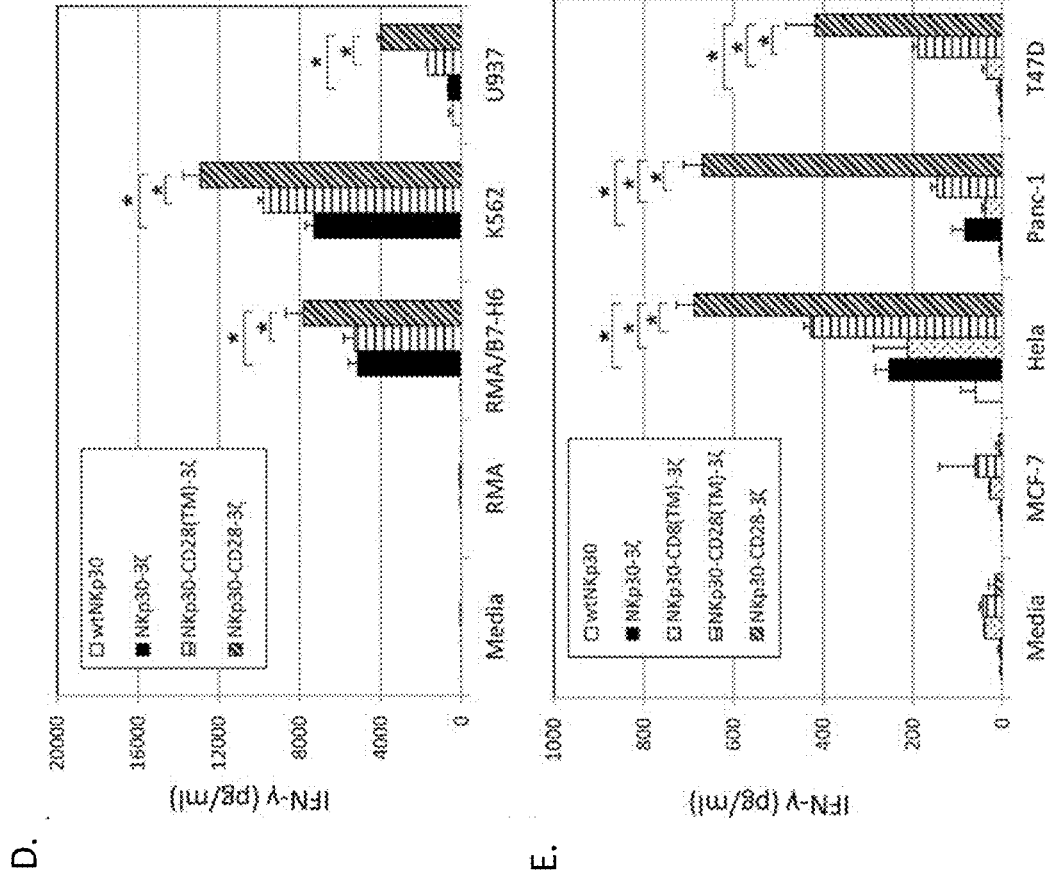 D.
IFN-γ (pg/ml)
20000
16000
12000
8000
4000
0
□ wtNKp30
■ NKp30-3ζ
NKp30-CD28(TM)-3ζ
NKp30-CD28-3ζ
* * * * * *
Media RMA RMA/B7-H6 K562 U937
E.
IFN-γ (pg/ml)
1000
800
600
400
200
0
□ wtNKp30
■ NKp30-3ζ
NKp30-CD8(TM)-3ζ
NKp30-CD28(TM)-3ζ
NKp30-CD28-3ζ
* * * * * * * * *
Media MCF-7 Hela Panc-1 T47D